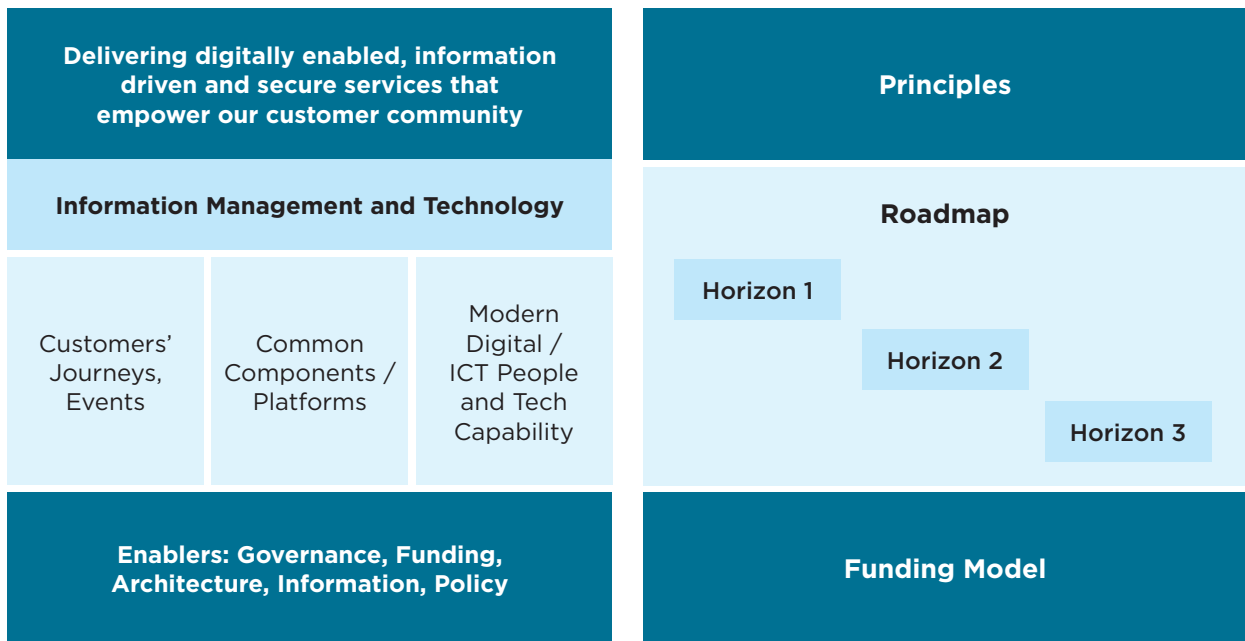 Delivering digitally enabled, information
driven and secure services that
empower our customer community
Information Management and Technology
Customers’
Journeys,
Events
Common
Components /
Platforms
Modern
Digital /
ICT People
and Tech
Capability
Enablers: Governance, Funding,
Architecture, Information, Policy
Principles
Roadmap
Horizon 1
Horizon 2
Horizon 3
Funding Model